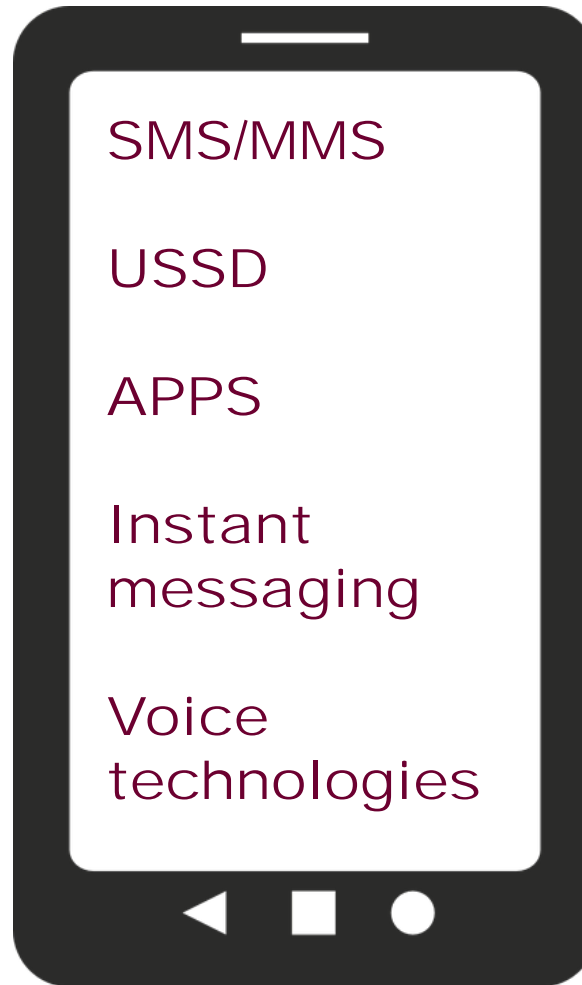 SMS/MMS
USSD
APPS
Instant
messaging
Voice
technologies